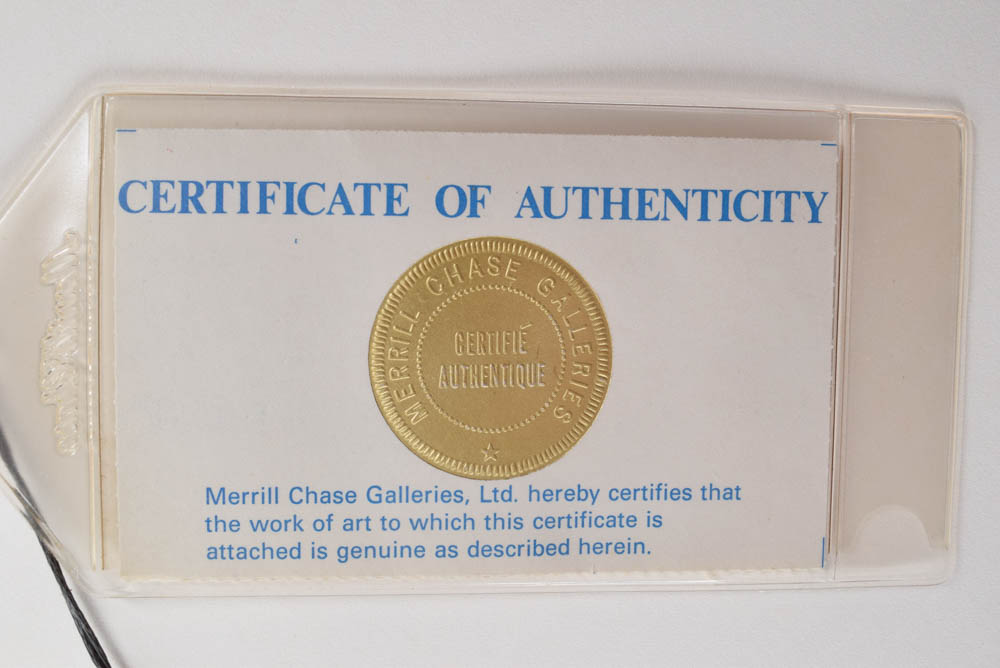 CERTIFICATE OF AUTHENTICITY
MERRILL CHASE GALLERIES
CERTIFIÉ
AUTHENTIQUE
Merrill Chase Galleries, Ltd. hereby certifies that
the work of art to which this certificate is
attached is genuine as described herein.